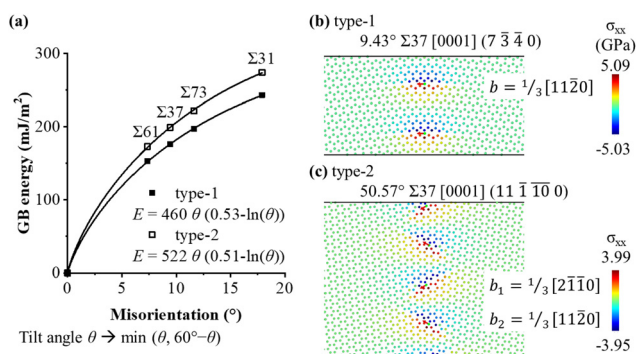 (a)
300
200
100
0
GB energy (mJ/m²)
Σ61
Σ37
Σ73
Σ31
type-1
E = 460 θ (0.53-ln(θ))
type-2
E = 522 θ (0.51-ln(θ))
0
5
10
15
20
Misorientation (°)
Tilt angle θ → min (θ, 60°−θ)
(b) type-1
9.43° Σ37 [0001] (7 3̅ 4̅ 0)
b = 1/3[112̅0]
σxx
(GPa)
5.09
-5.03
(c) type-2
50.57° Σ37 [0001] (11 1̅ 1̅0̅ 0)
b₁ = 1/3[21̅1̅0]
b₂ = 1/3[112̅0]
σxx
3.99
-3.95